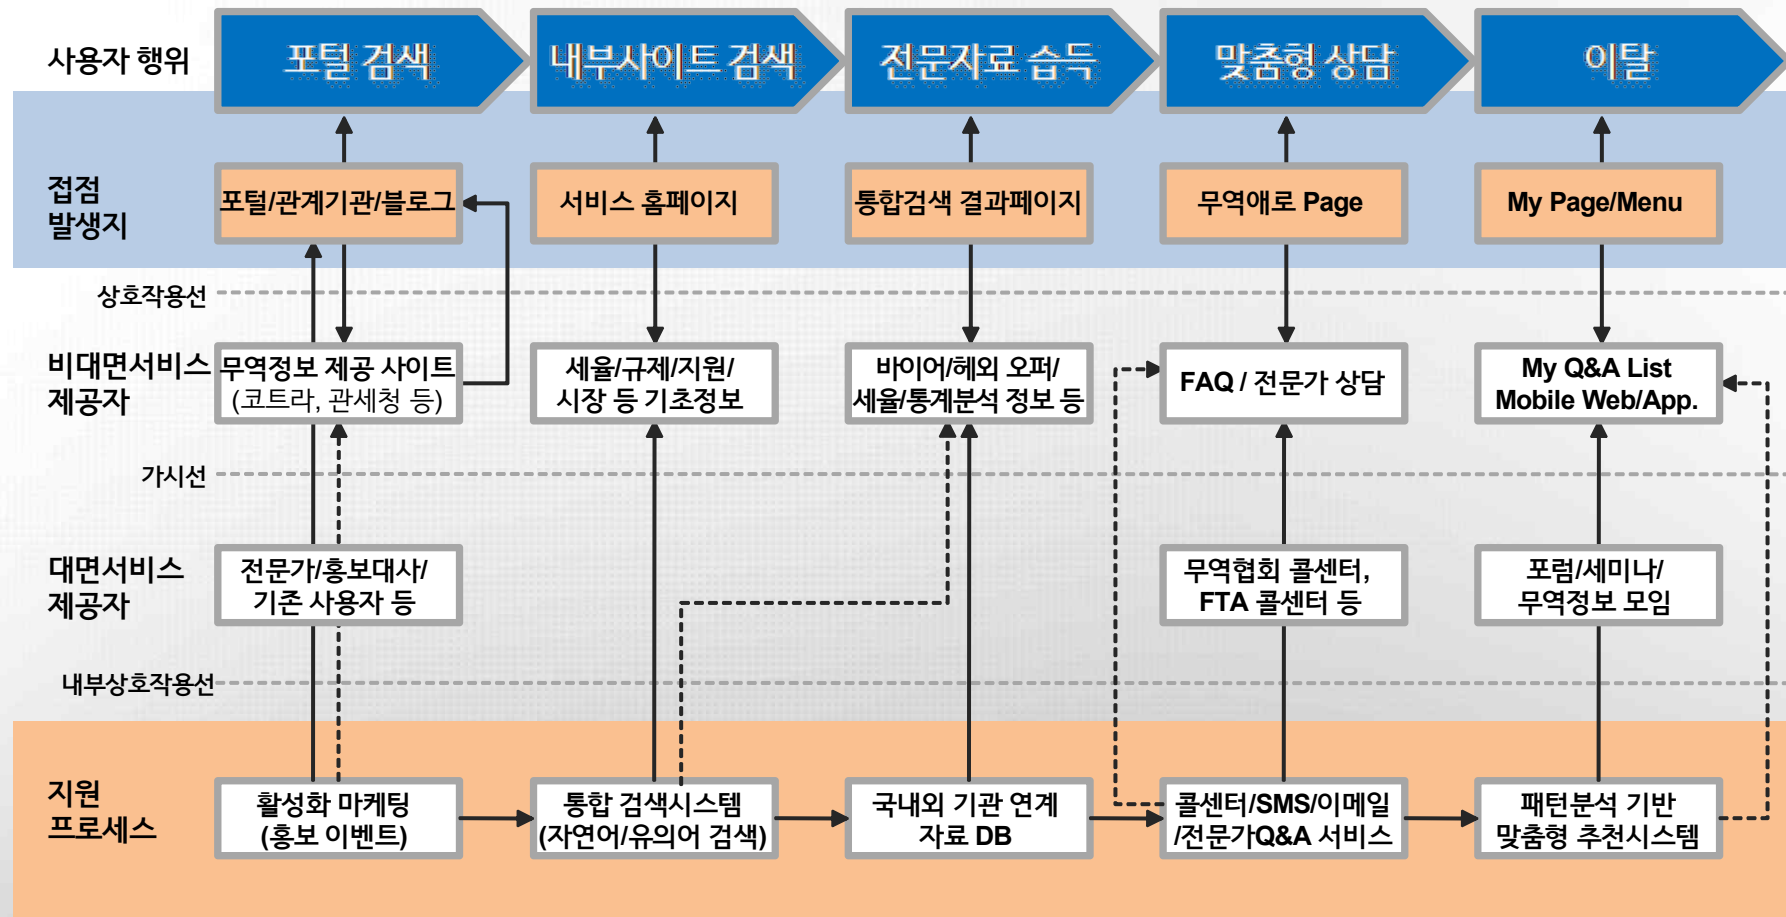 사용자 행위
포털 검색
내부사이트 검색
전문자료 습득
맞춤형 상담
이탈
접점
발생지
포털/관계기관/블로그
서비스 홈페이지
통합검색 결과페이지
무역애로 Page
My Page/Menu
상호작용선
비대면서비스
제공자
무역정보 제공 사이트
(코트라, 관세청 등)
세율/규제/지원/
시장 등 기초정보
바이어/헤외 오퍼/
세율/통계분석 정보 등
FAQ / 전문가 상담
My Q&A List
Mobile Web/App.
가시선
대면서비스
제공자
전문가/홍보대사/
기존 사용자 등
무역협회 콜센터,
FTA 콜센터 등
포럼/세미나/
무역정보 모임
내부상호작용선
지원
프로세스
활성화 마케팅
(홍보 이벤트)
통합 검색시스템
(자연어/유의어 검색)
국내외 기관 연계
자료 DB
콜센터/SMS/이메일
/전문가Q&A 서비스
패턴분석 기반
맞춤형 추천시스템